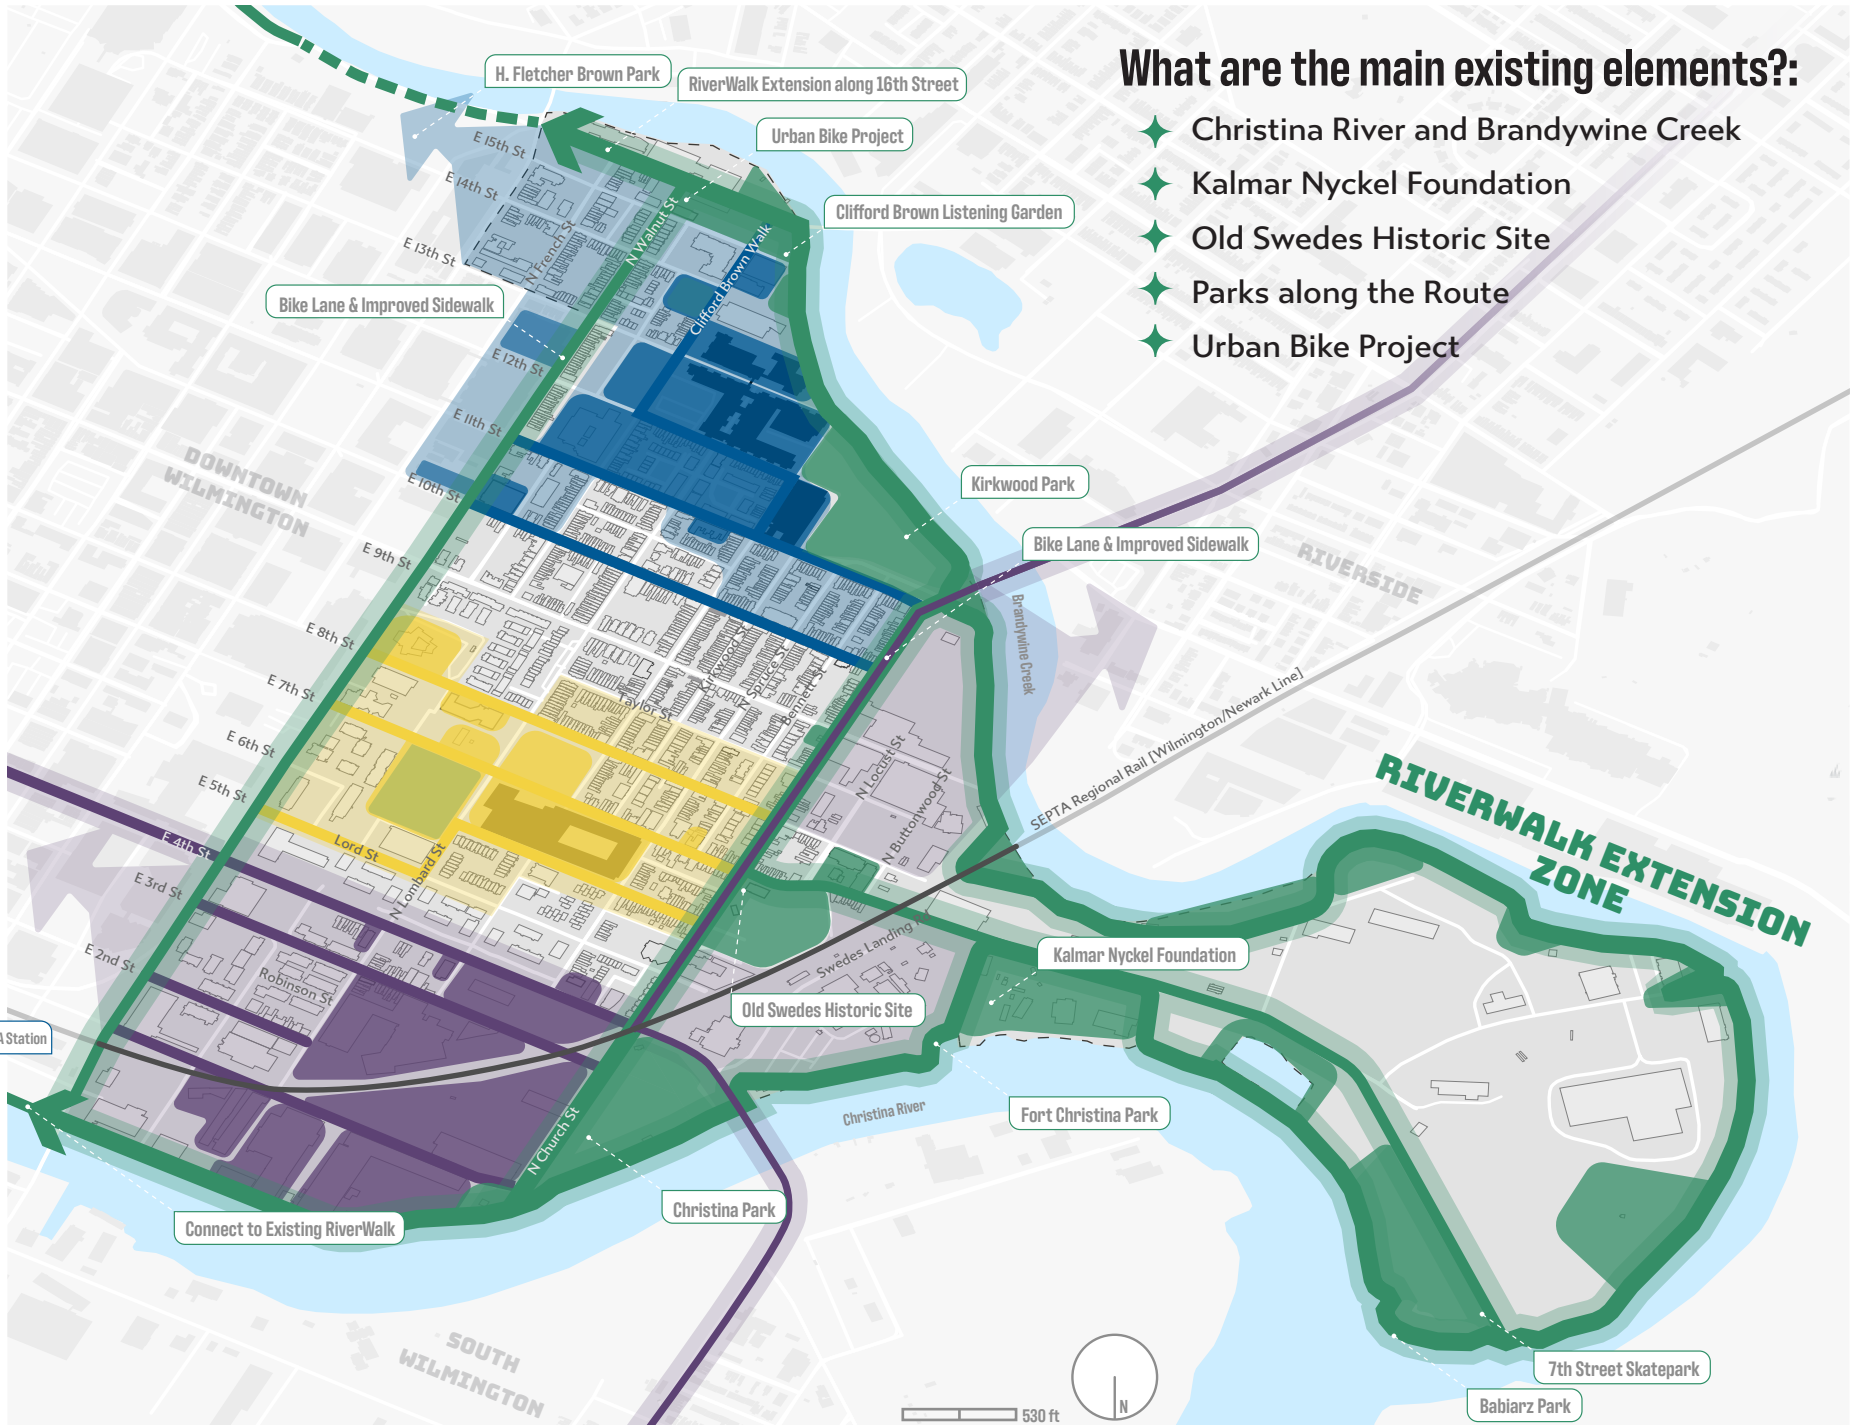 What are the main existing elements?:
Christina River and Brandywine Creek
Kalmar Nyckel Foundation
Old Swedes Historic Site
Parks along the Route
Urban Bike Project
H. Fletcher Brown Park
RiverWalk Extension along 16th Street
Urban Bike Project
Clifford Brown Listening Garden
E 15th St
E 14th St
E 13th St
N French St
N Walnut St
Clifford Brown Walk
Bike Lane & Improved Sidewalk
E 12th St
E 11th St
E 10th St
DOWNTOWN
WILMINGTON
Kirkwood Park
Bike Lane & Improved Sidewalk
RIVERSIDE
E 9th St
E 8th St
E 7th St
E 6th St
E 5th St
Kirkwood St
N Spruce St
Bennett St
Taylor St
Brandywine Creek
N Locust St
N Buttonwood St
SEPTA Regional Rail [Wilmington/Newark Line]
RIVERWALK EXTENSION
ZONE
E 4th St
Lord St
N Lombard St
E 3rd St
E 2nd St
Robinson St
Swedes Landing Rd
Kalmar Nyckel Foundation
Old Swedes Historic Site
A Station
Fort Christina Park
Christina River
N Church St
Christina Park
Connect to Existing RiverWalk
SOUTH
WILMINGTON
7th Street Skatepark
Babiarz Park
530 ft
N